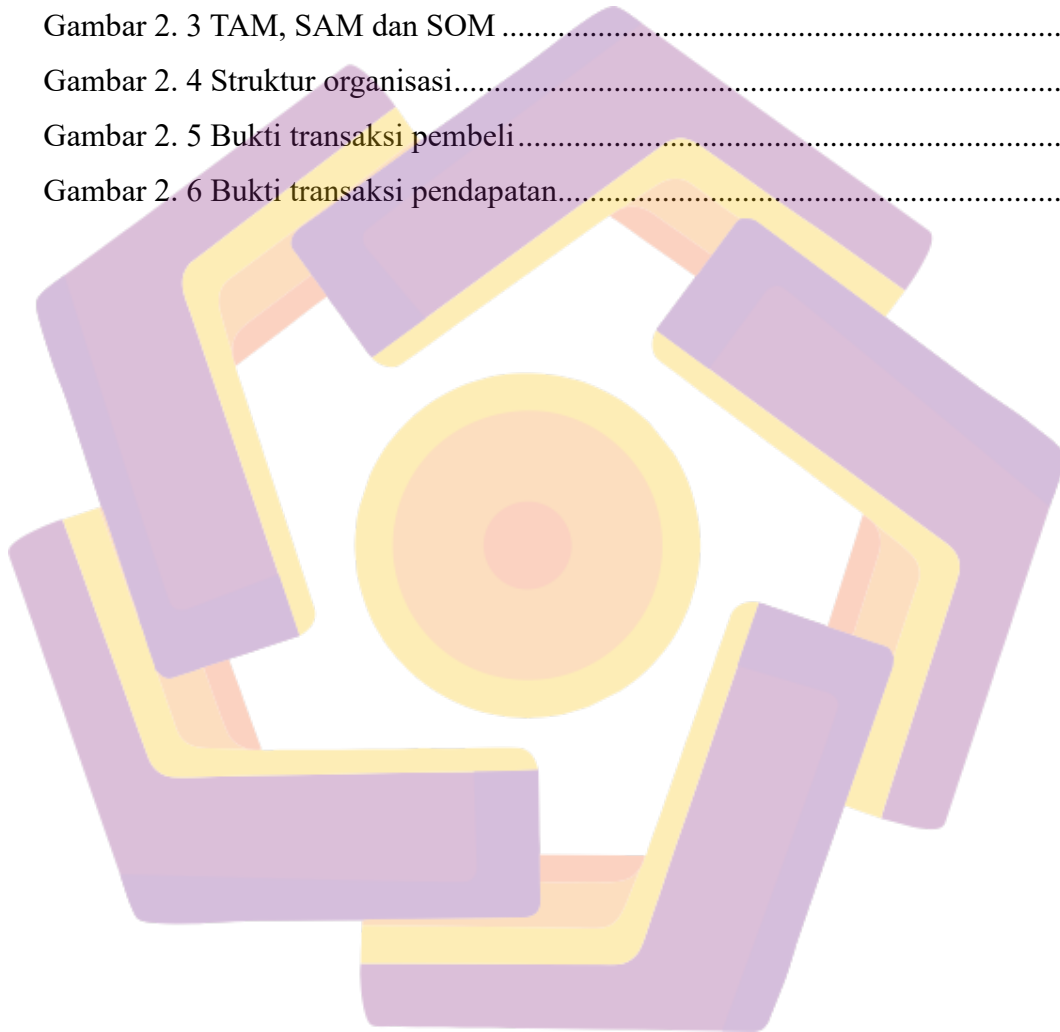 Gambar 2. 3 TAM, SAM dan SOM ........................................................................
Gambar 2. 4 Struktur organisasi..............................................................................
Gambar 2. 5 Bukti transaksi pembeli......................................................................
Gambar 2. 6 Bukti transaksi pendapatan.................................................................